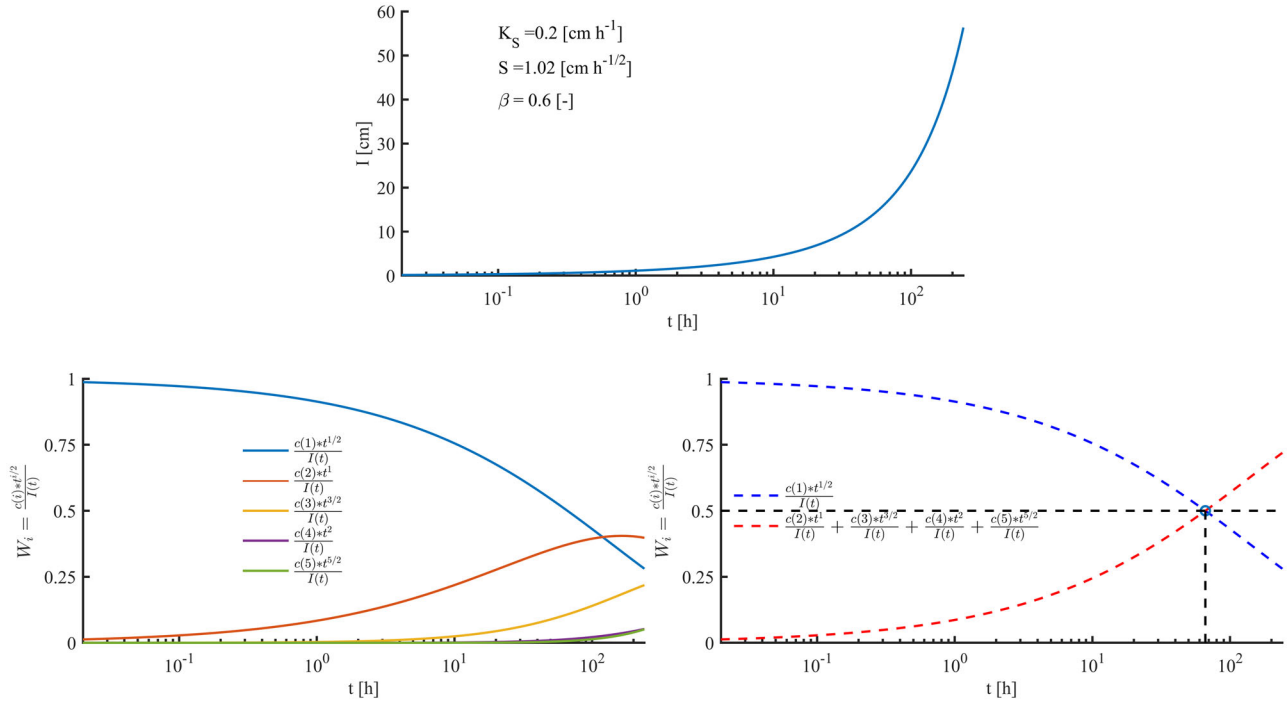 60
50
40
30
20
10
0
I [cm]
K_S =0.2 [cm h^-1]
S =1.02 [cm h^-1/2]
β = 0.6 [-]
10^-1
10^0
10^1
10^2
t [h]
1
0.75
0.5
0.25
0
W_i = c(i)*t^{i/2} / I(t)
c(1)*t^{1/2} / I(t)
c(2)*t^1 / I(t)
c(3)*t^{3/2} / I(t)
c(4)*t^2 / I(t)
c(5)*t^{5/2} / I(t)
10^-1
10^0
10^1
10^2
t [h]
1
0.75
0.5
0.25
0
W_i = c(i)*t^{i/2} / I(t)
c(1)*t^{1/2} / I(t)
c(2)*t^1 / I(t) + c(3)*t^{3/2} / I(t) + c(4)*t^2 / I(t) + c(5)*t^{5/2} / I(t)
10^-1
10^0
10^1
10^2
t [h]